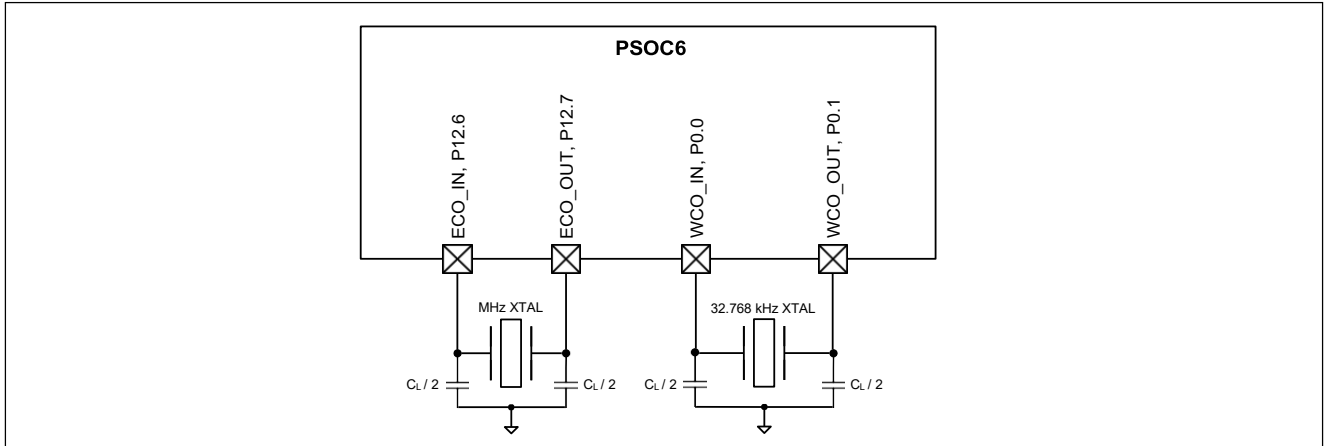 PSOC6
ECO_IN, P12.6
ECO_OUT, P12.7
WCO_IN, P0.0
WCO_OUT, P0.1
MHz XTAL
32.768 kHz XTAL
CL / 2
CL / 2
CL / 2
CL / 2